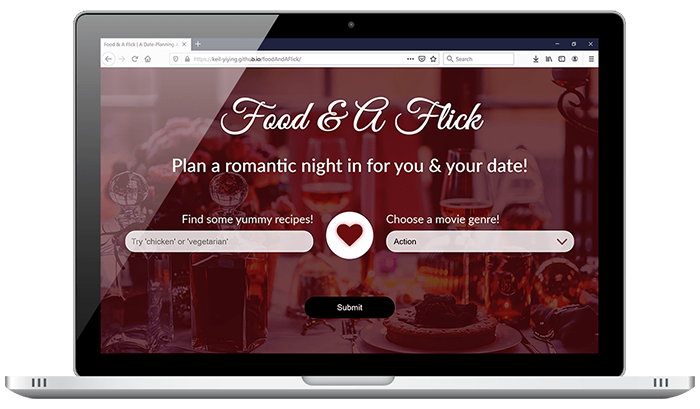 Food & A Flick | A Date-Planning A
https://keil-yiying.github.io/foodAndAFlick/
Search
Food & A Flick
Plan a romantic night in for you & your date!
Find some yummy recipes!
Choose a movie genre!
Try 'chicken' or 'vegetarian'
Action
Submit